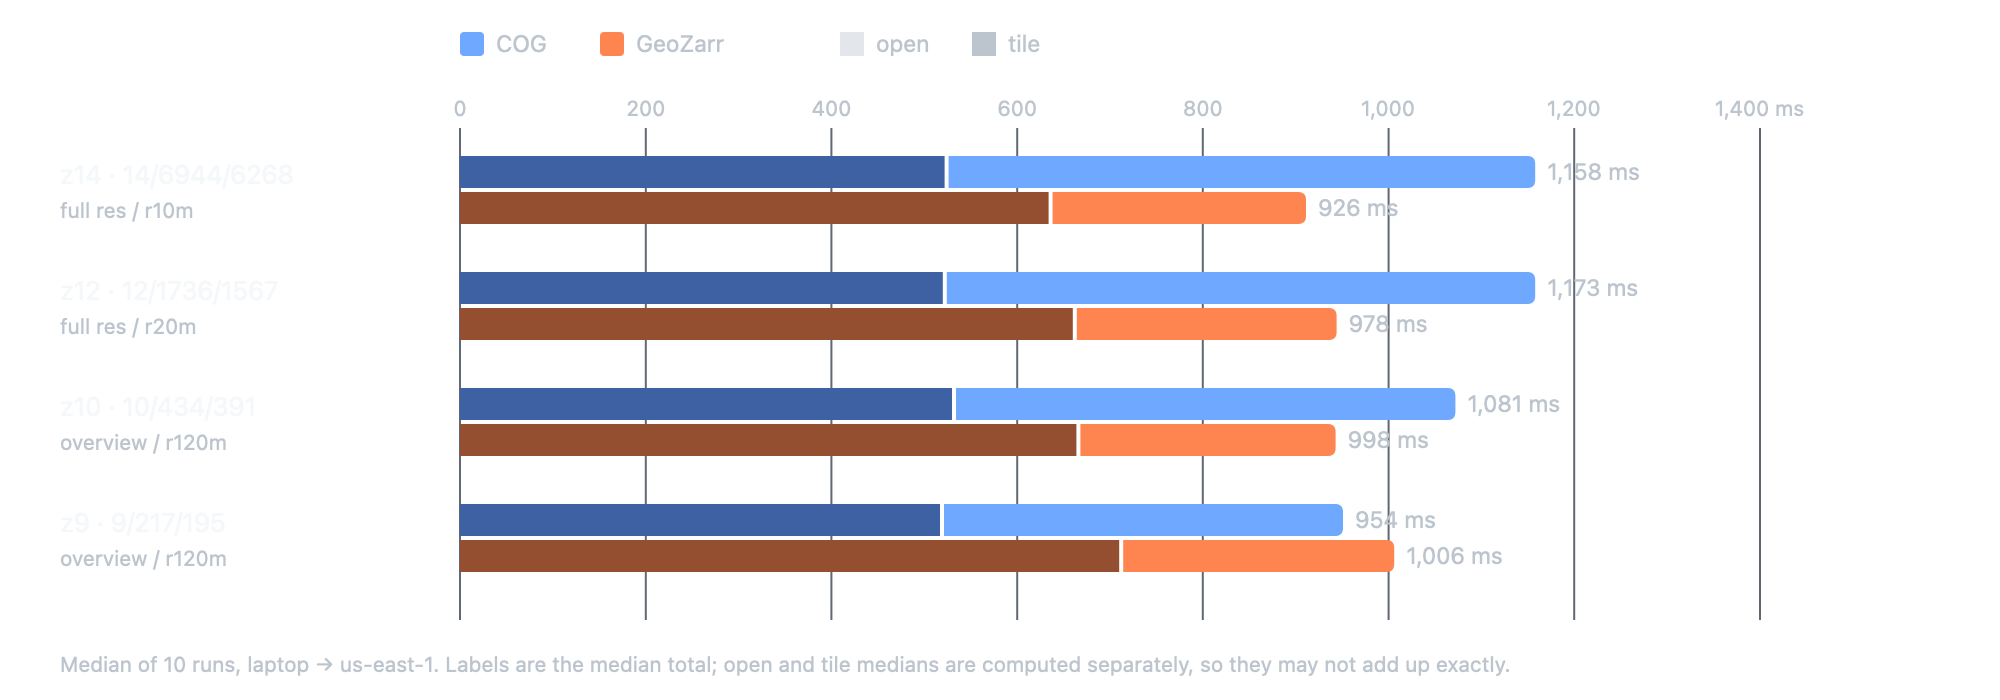 COG GeoZarr open tile
0 200 400 600 800 1,000 1,200 1,400 ms
z14 · 14/6944/6268
1,158 ms
full res / r10m
926 ms
z12 · 12/1736/1567
1,173 ms
full res / r20m
978 ms
z10 · 10/434/391
1,081 ms
overview / r120m
998 ms
z9 · 9/217/195
954 ms
overview / r120m
1,006 ms
Median of 10 runs, laptop → us-east-1. Labels are the median total; open and tile medians are computed separately, so they may not add up exactly.